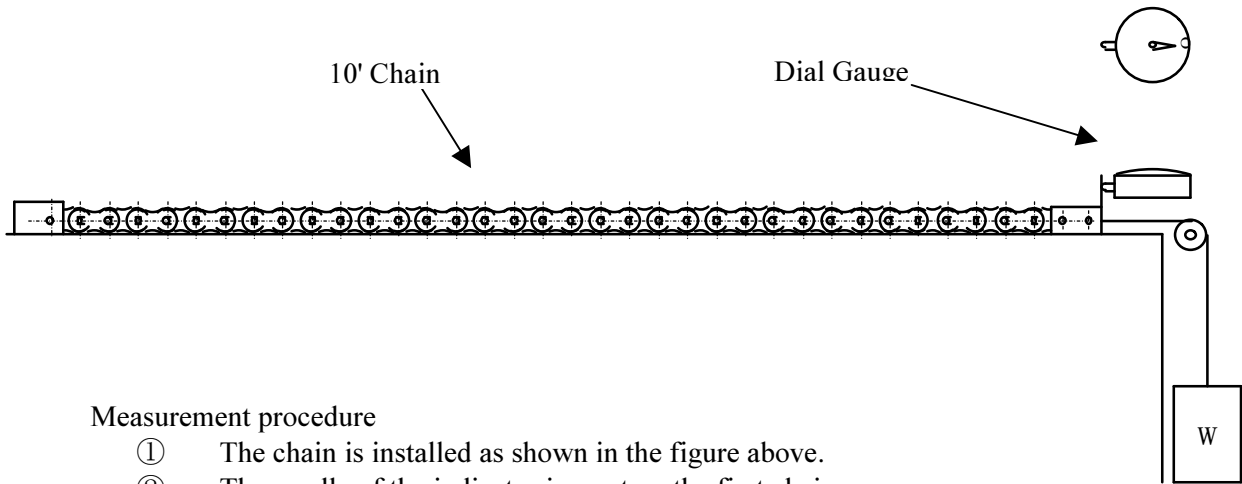 10' Chain
Dial Gauge
W
Measurement procedure
① The chain is installed as shown in the figure above.